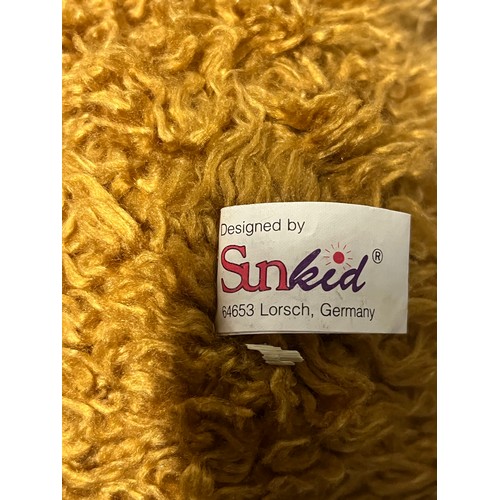 Designed by
Sunkid®
64653 Lorsch, Germany